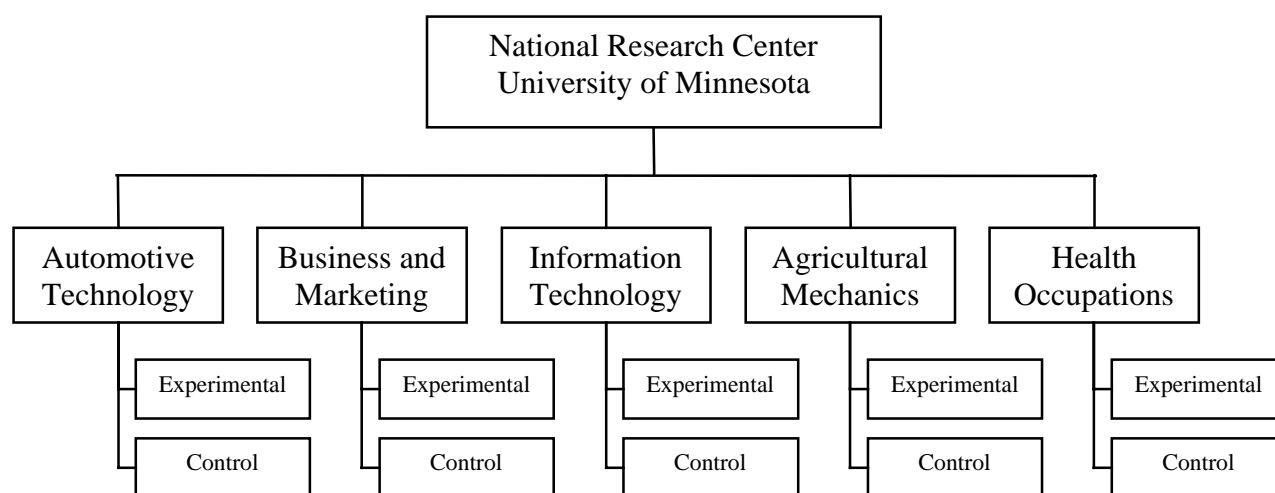 National Research Center
University of Minnesota
Automotive
Technology
Business and
Marketing
Information
Technology
Agricultural
Mechanics
Health
Occupations
Experimental
Experimental
Experimental
Experimental
Experimental
Control
Control
Control
Control
Control